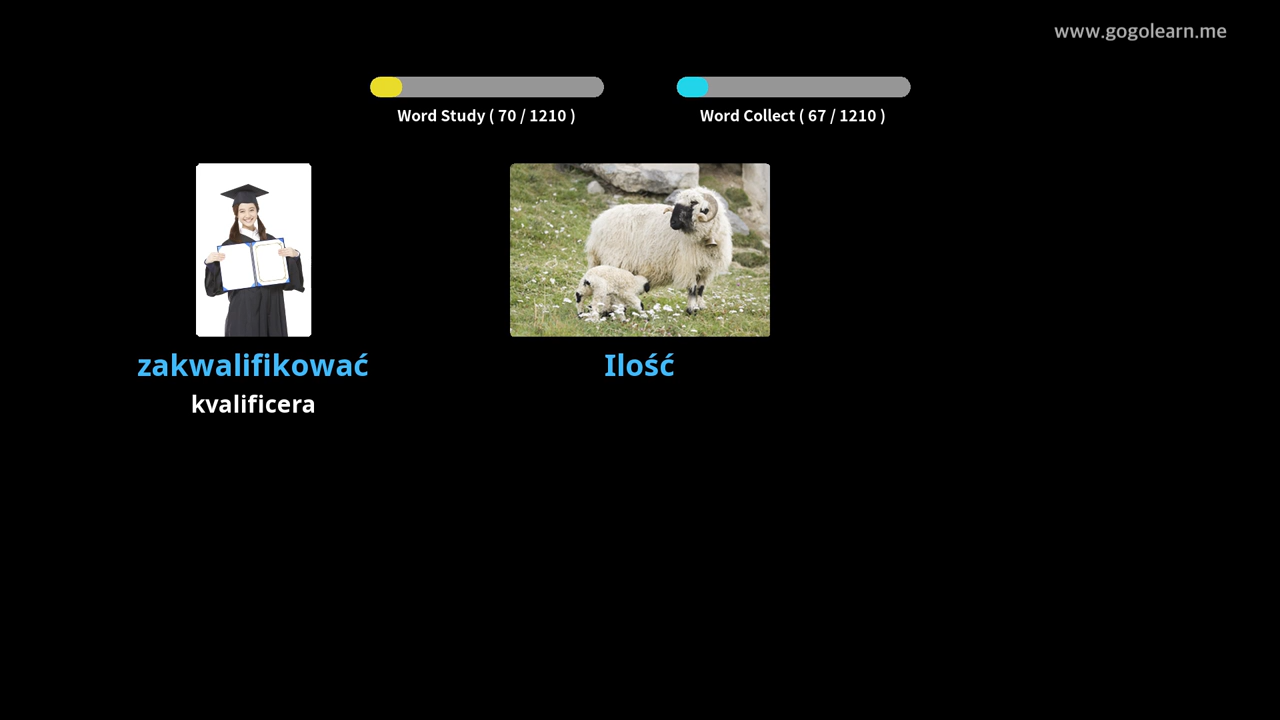 www.gogolearn.me
Word Study ( 70 / 1210 )
Word Collect ( 67 / 1210 )
zakwalifikować
kvalificera
Ilość